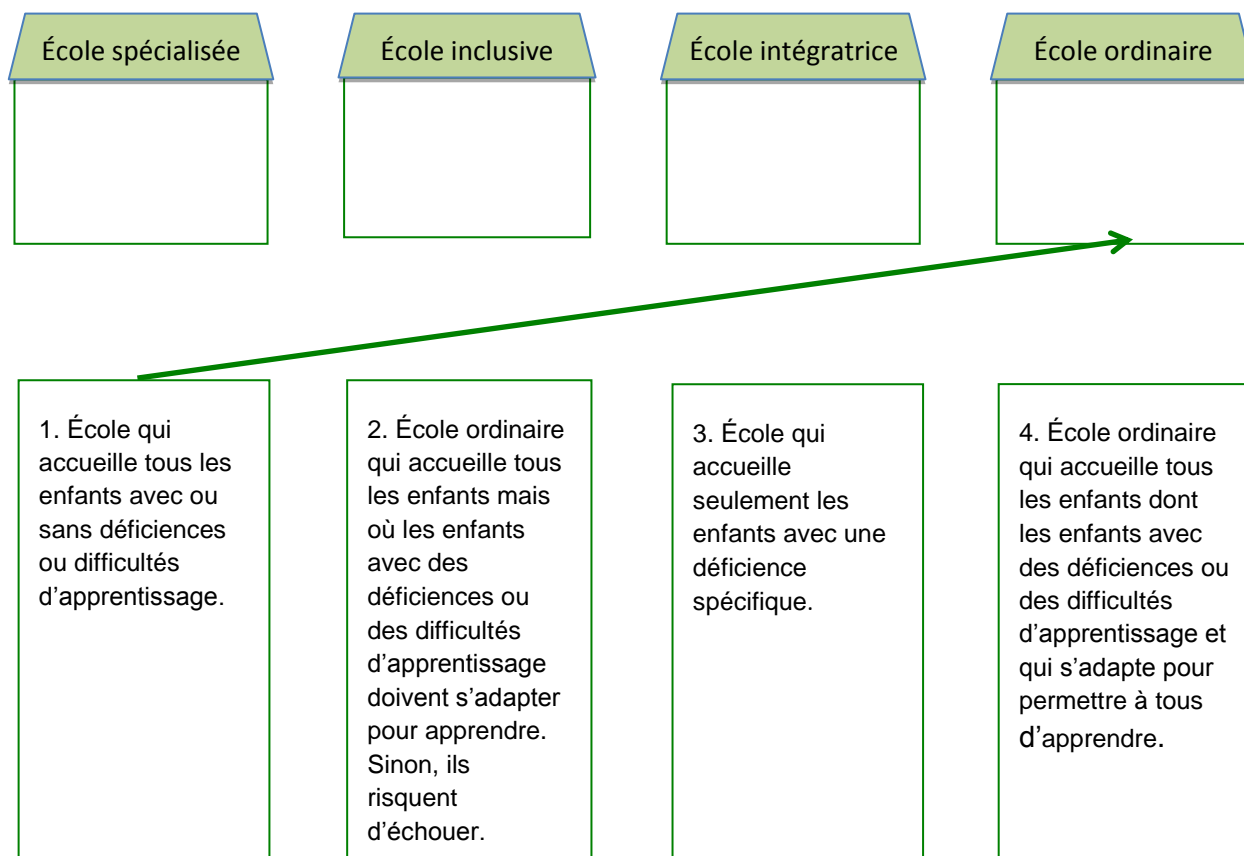 École spécialisée
École inclusive
École intégratrice
École ordinaire
1. École qui
accueille tous les
enfants avec ou
sans déficiences
ou difficultés
d’apprentissage.
2. École ordinaire
qui accueille tous
les enfants mais
où les enfants
avec des
déficiences ou
des difficultés
d’apprentissage
doivent s’adapter
pour apprendre.
Sinon, ils
risquent
d’échouer.
3. École qui
accueille
seulement les
enfants avec une
déficience
spécifique.
4. École ordinaire
qui accueille tous
les enfants dont
les enfants avec
des déficiences ou
des difficultés
d’apprentissage et
qui s’adapte pour
permettre à tous
d’apprendre.